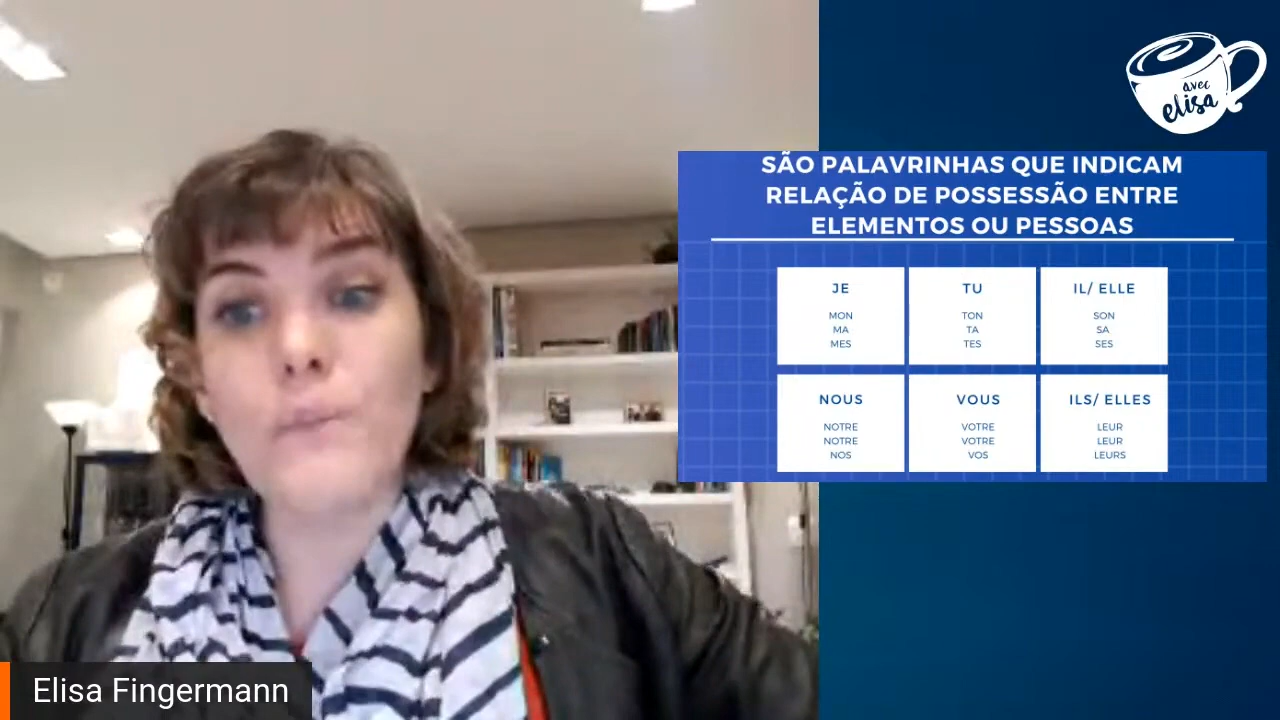 avec
elisa
SÃO PALAVRINHAS QUE INDICAM
RELAÇÃO DE POSSESSÃO ENTRE
ELEMENTOS OU PESSOAS
JE
MON
MA
MES
TU
TON
TA
TES
IL/ ELLE
SON
SA
SES
NOUS
NOTRE
NOTRE
NOS
VOUS
VOTRE
VOTRE
VOS
ILS/ ELLES
LEUR
LEUR
LEURS
Elisa Fingermann